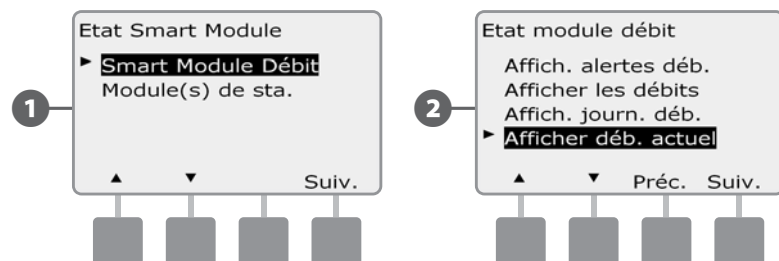 Etat Smart Module
► Smart Module Débit
Module(s) de sta.
1
▲ ▼ Suiv.
Etat module débit
Affich. alertes déb.
Afficher les débits
Affich. journ. déb.
► Afficher déb. actuel
2
▲ ▼ Préc. Suiv.